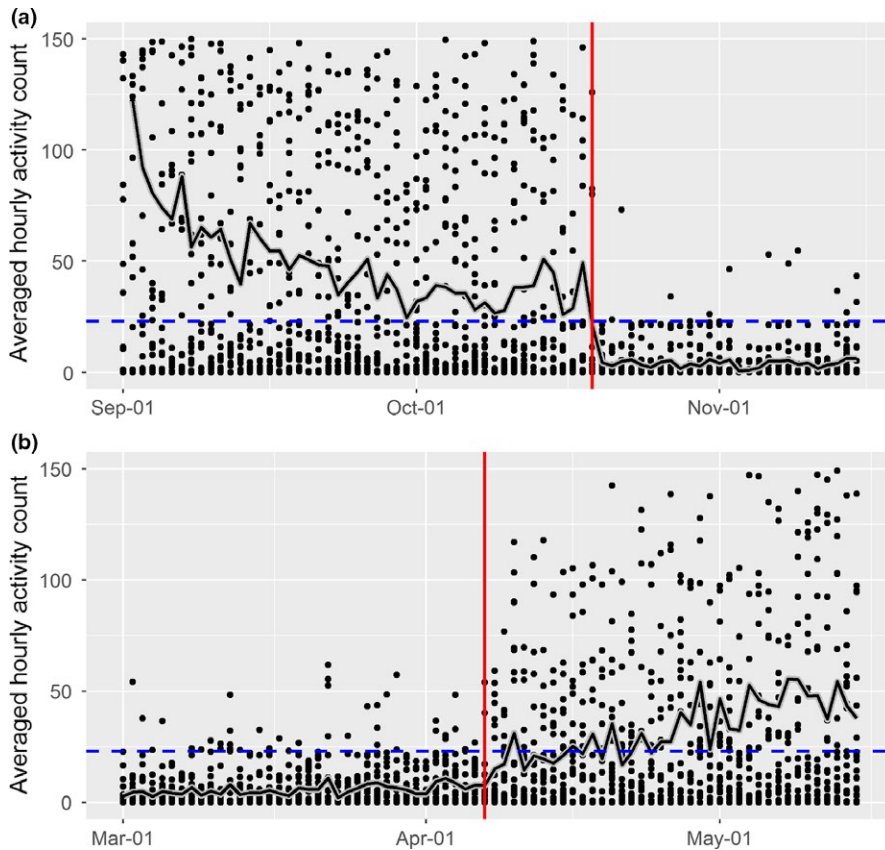 (a)
Averaged hourly activity count
150
100
50
0
Sep-01 Oct-01 Nov-01
(b)
Averaged hourly activity count
150
100
50
0
Mar-01 Apr-01 May-01